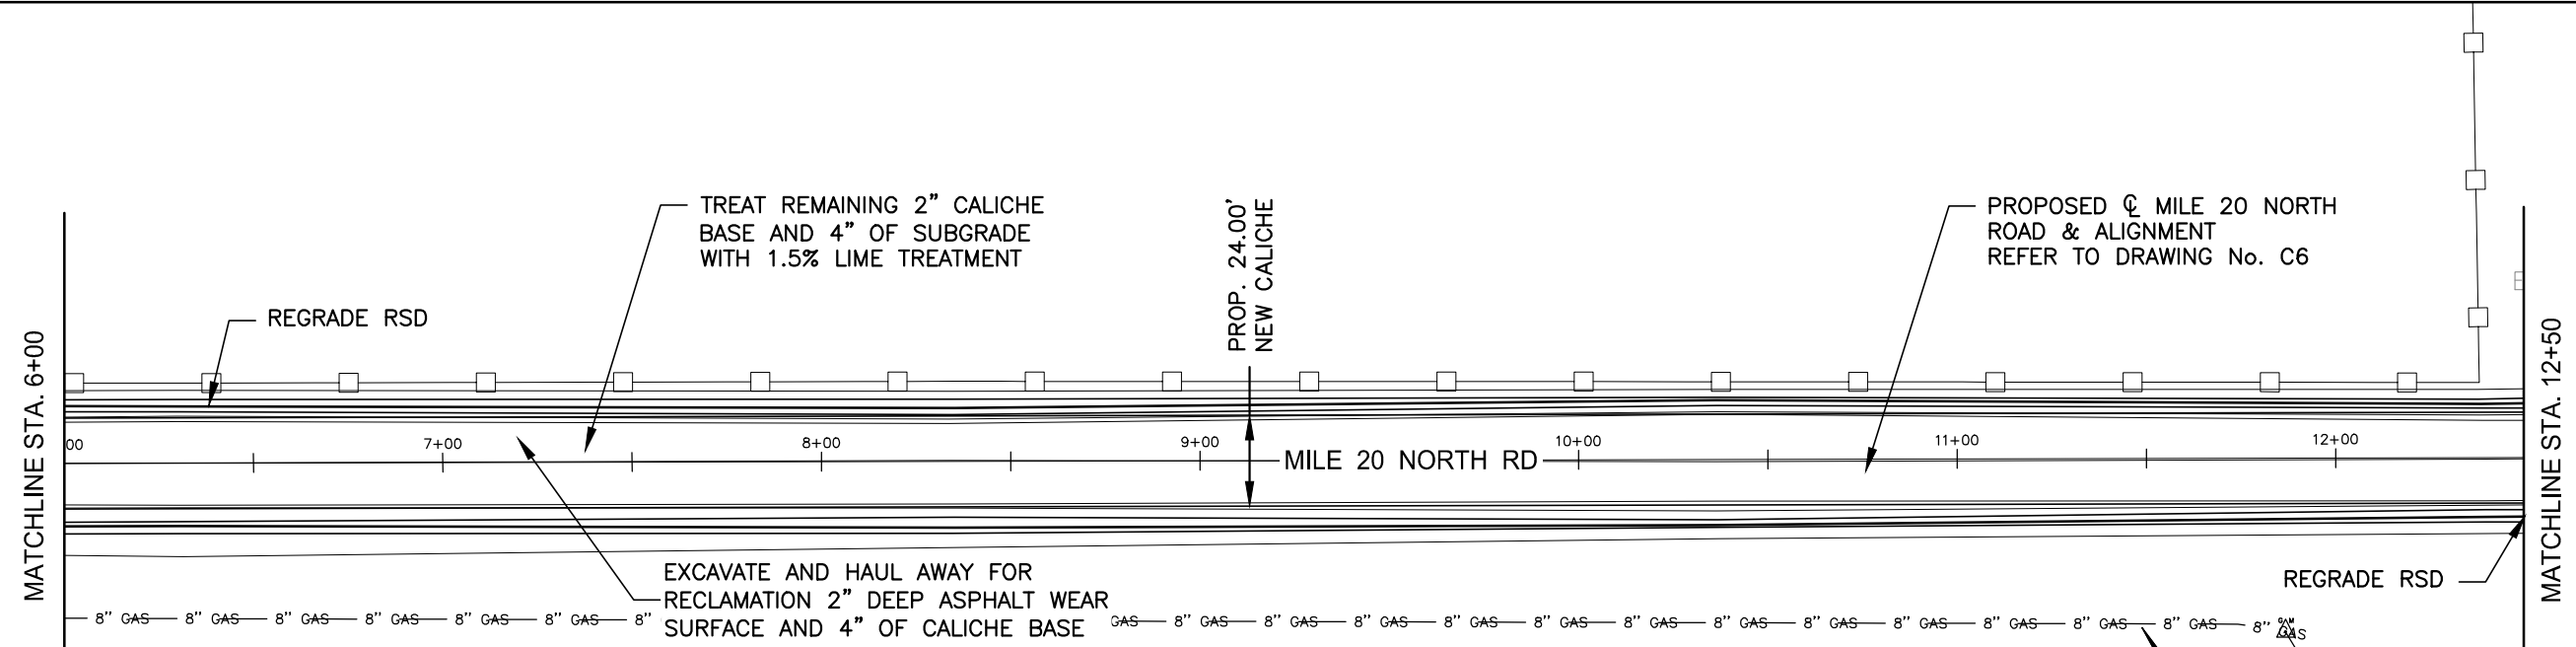 TREAT REMAINING 2" CALICHE
BASE AND 4" OF SUBGRADE
WITH 1.5% LIME TREATMENT
PROP. 24.00'
NEW CALICHE
PROPOSED ℄ MILE 20 NORTH
ROAD & ALIGNMENT
REFER TO DRAWING No. C6
REGRADE RSD
MATCHLINE STA. 6+00
MATCHLINE STA. 12+50
00 7+00 8+00 9+00 10+00 11+00 12+00
MILE 20 NORTH RD
EXCAVATE AND HAUL AWAY FOR
RECLAMATION 2" DEEP ASPHALT WEAR
SURFACE AND 4" OF CALICHE BASE
REGRADE RSD
8" GAS 8" GAS 8" GAS 8" GAS 8" GAS 8" GAS 8" GAS 8" GAS 8" GAS 8" GAS 8" GAS 8" GAS 8" GAS 8" GAS 8" GAS 8" GAS 8" GAS 8" GAS 8" GAS
GM